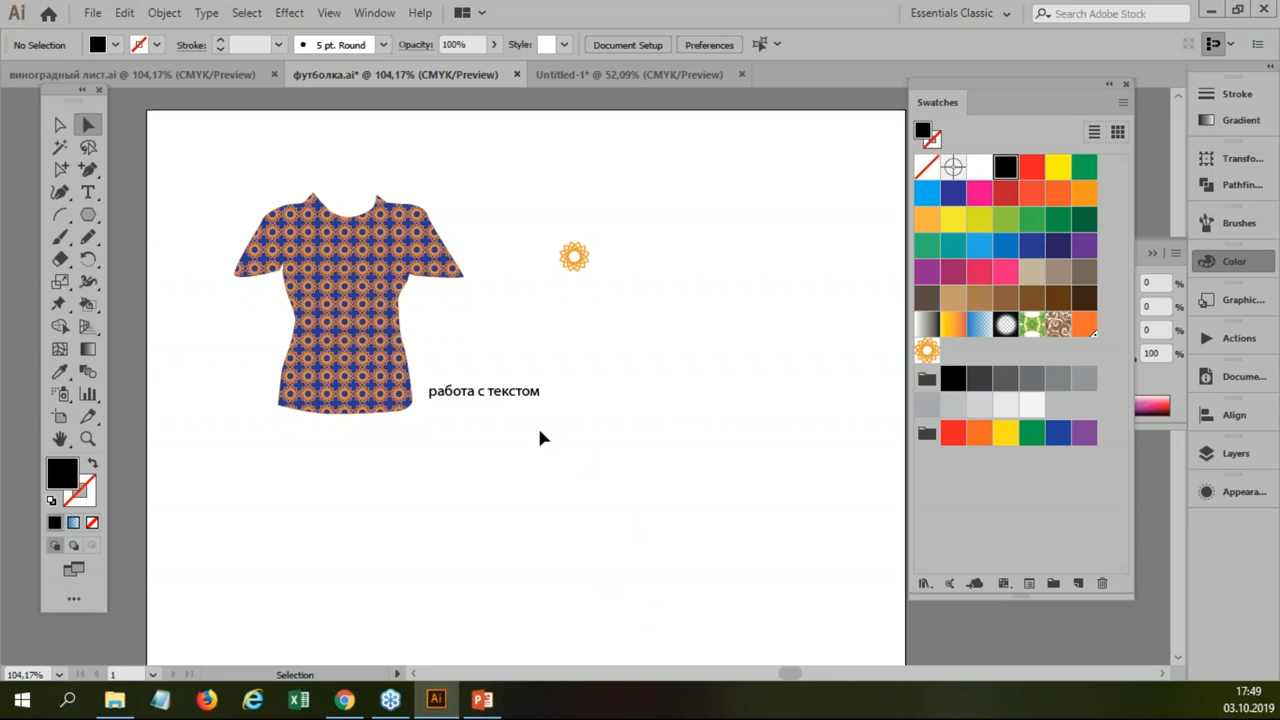 Ai File Edit Object Type Select Effect View Window Help Essentials Classic Search Adobe Stock
No Selection Stroke: 5 pt. Round Opacity: 100% Style: Document Setup Preferences
виноградный лист.ai @ 104,17% (CMYK/Preview) футболка.ai* @ 104,17% (CMYK/Preview) Untitled-1* @ 52,09% (CMYK/Preview)
Swatches
Stroke
Gradient
Transfo...
Pathfin...
Brushes
Color
Graphic...
Actions
Docume...
Align
Layers
Appeara...
0 %
0 %
0 %
100 %
работа с текстом
104,17% 1 Selection
Ai
17:49
03.10.2019